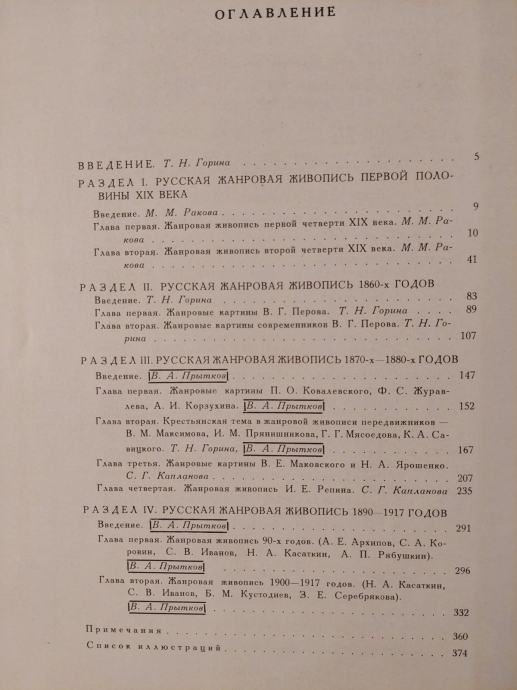 ОГЛАВЛЕНИЕ
ВВЕДЕНИЕ. Т. Н. Горина . . . . . . . . . . . . . . . . 5
РАЗДЕЛ I. РУССКАЯ ЖАНРОВАЯ ЖИВОПИСЬ ПЕРВОЙ ПОЛО-
ВИНЫ XIX ВЕКА
Введение. М. М. Ракова . . . . . . . . . . . . . . . . 9
Глава первая. Жанровая живопись первой четверти XIX века. М. М. Ра-
кова . . . . . . . . . . . . . . . . 10
Глава вторая. Жанровая живопись второй четверти XIX века. М. М. Ра-
кова . . . . . . . . . . . . . . . . 41
РАЗДЕЛ II. РУССКАЯ ЖАНРОВАЯ ЖИВОПИСЬ 1860-х ГОДОВ
Введение. Т. Н. Горина . . . . . . . . . . . . . . . . 83
Глава первая. Жанровые картины В. Г. Перова. Т. Н. Горина . . . . 89
Глава вторая. Жанровые картины современников В. Г. Перова. Т. Н. Го-
рина . . . . . . . . . . . . . . . . 107
РАЗДЕЛ III. РУССКАЯ ЖАНРОВАЯ ЖИВОПИСЬ 1870-х—1880-х ГОДОВ
Введение. В. А. Прытков . . . . . . . . . . . . . . . . 147
Глава первая. Жанровые картины П. О. Ковалевского, Ф. С. Журав-
лева, А. И. Корзухина. В. А. Прытков . . . . . . . . 152
Глава вторая. Крестьянская тема в жанровой живописи передвижников —
В. М. Максимова, И. М. Прянишникова, Г. Г. Мясоедова, К. А. Са-
вицкого. Т. Н. Горина, В. А. Прытков . . . . . . . . 167
Глава третья. Жанровые картины В. Е. Маковского и Н. А. Ярошенко.
С. Г. Капланова . . . . . . . . . . . . . . . . 207
Глава четвертая. Жанровая живопись И. Е. Репина. С. Г. Капланова 235
РАЗДЕЛ IV. РУССКАЯ ЖАНРОВАЯ ЖИВОПИСЬ 1890—1917 ГОДОВ
Введение. В. А. Прытков . . . . . . . . . . . . . . . . 291
Глава первая. Жанровая живопись 90-х годов. (А. Е. Архипов, С. А. Ко-
ровин, С. В. Иванов, Н. А. Касаткин, А. П. Рябушкин).
В. А. Прытков . . . . . . . . . . . . . . . . 296
Глава вторая. Жанровая живопись 1900—1917 годов. (Н. А. Касаткин,
С. В. Иванов, Б. М. Кустодиев, З. Е. Серебрякова).
В. А. Прытков . . . . . . . . . . . . . . . . 332
Примечания . . . . . . . . . . . . . . . . 360
Список иллюстраций . . . . . . . . . . . . . . . . 374